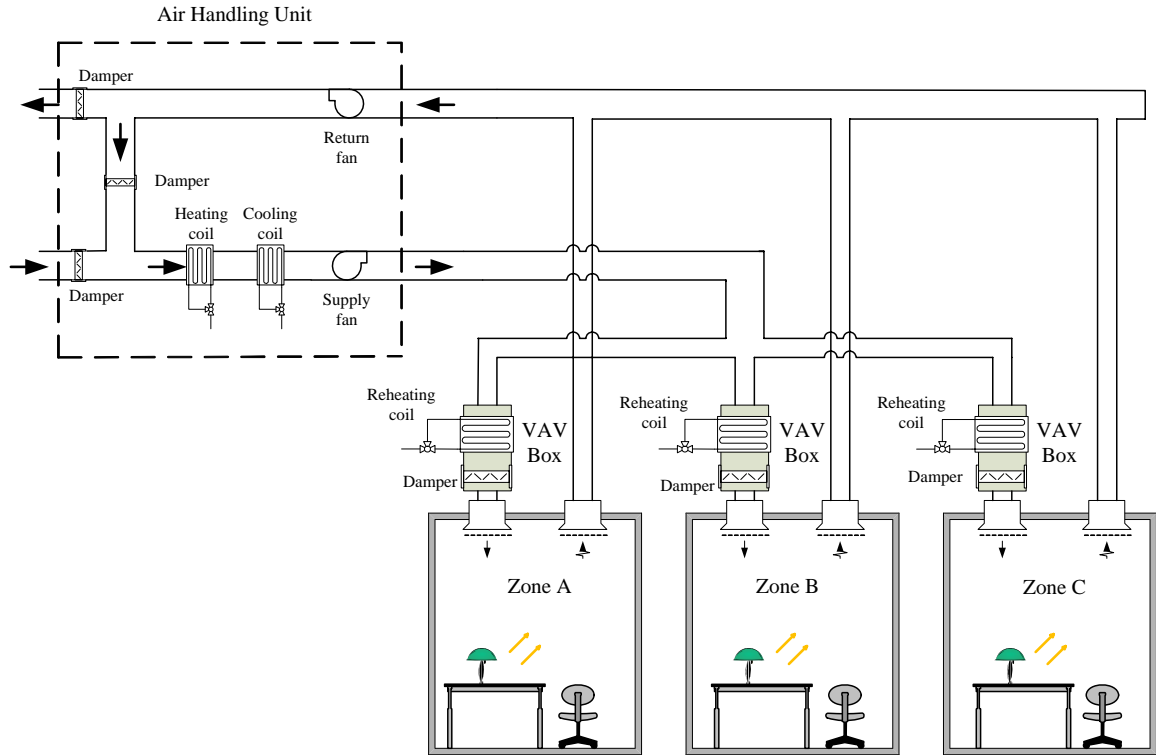 Air Handling Unit
Damper
Return
fan
Damper
Heating
coil
Cooling
coil
Damper
Supply
fan
Reheating
coil
VAV
Box
Damper
Reheating
coil
VAV
Box
Damper
Reheating
coil
VAV
Box
Damper
Zone A
Zone B
Zone C